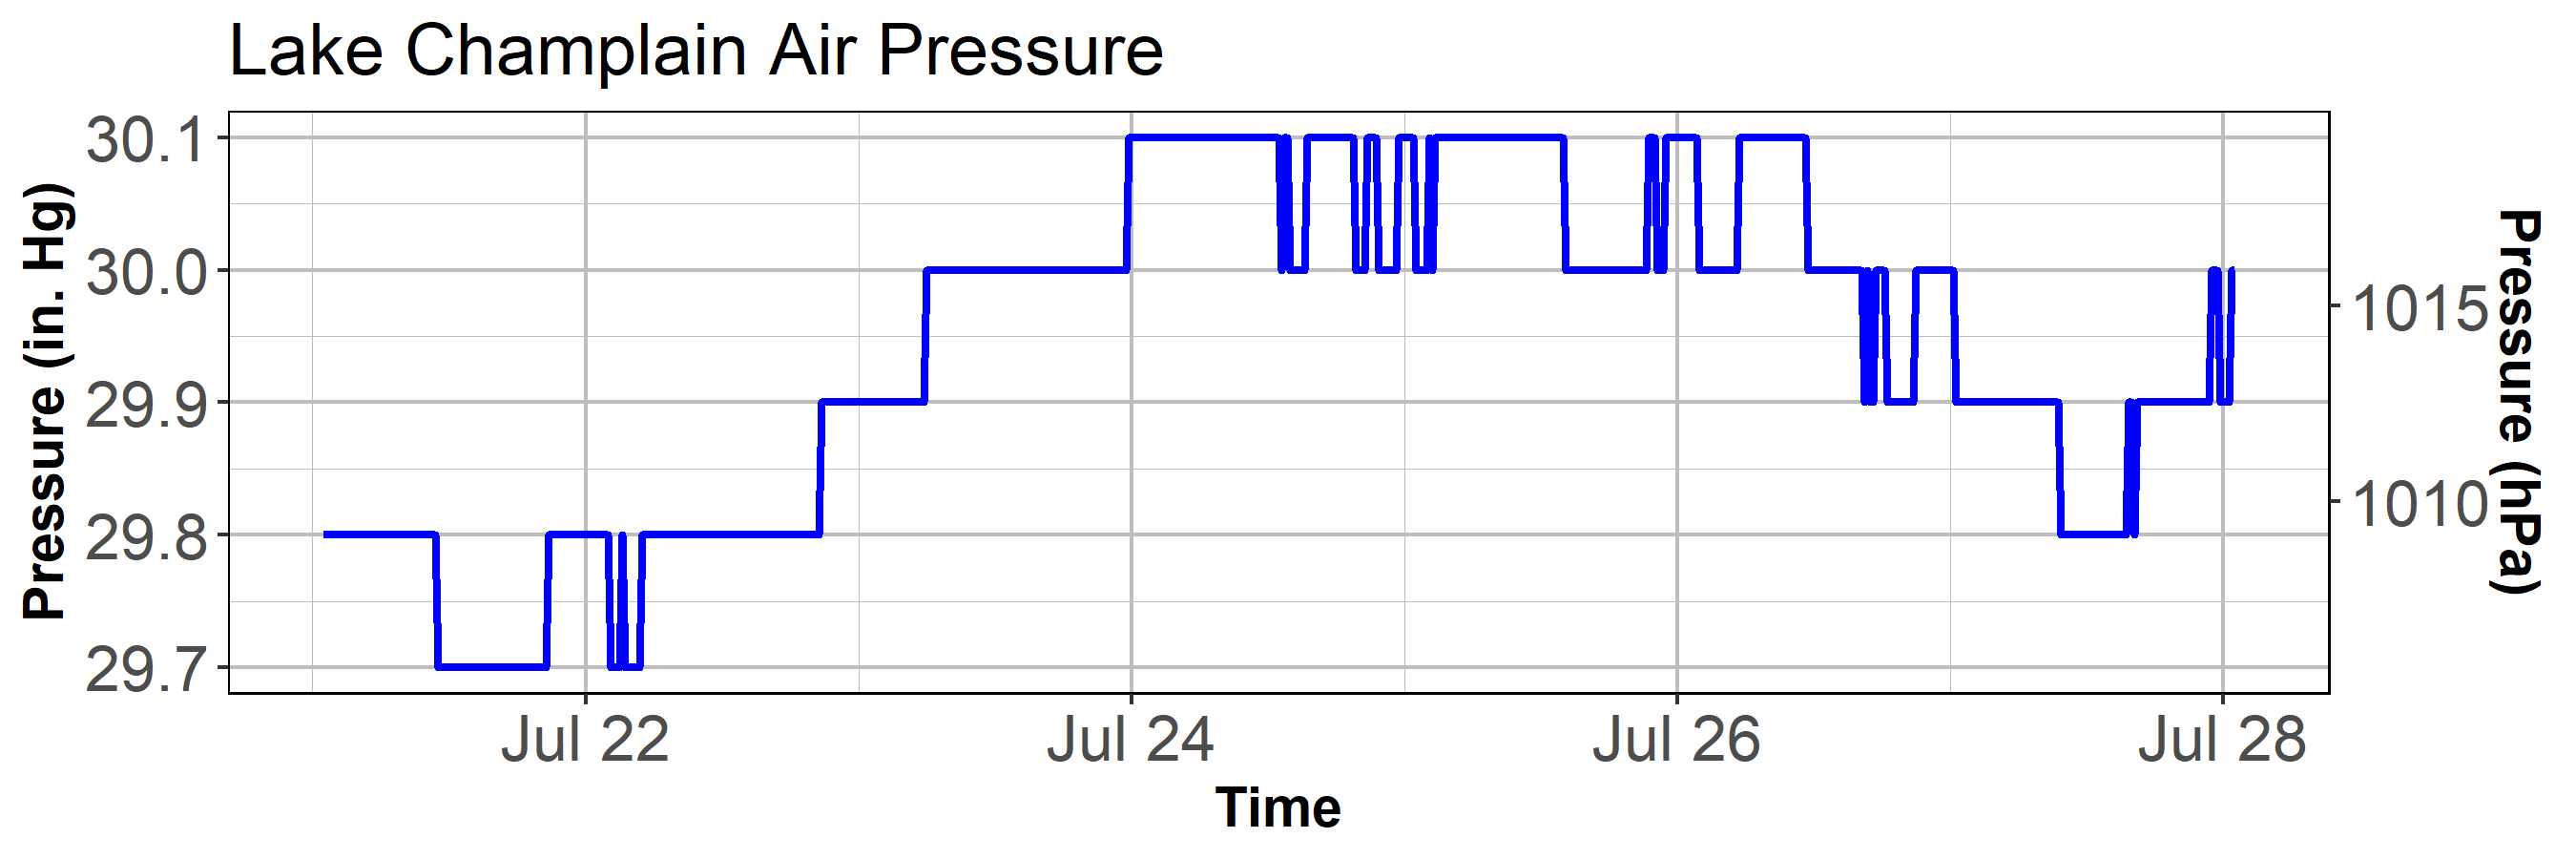 Lake Champlain Air Pressure
30.1
30.0
29.9
29.8
29.7
Pressure (in. Hg)
1015
1010
Pressure (hPa)
Jul 22
Jul 24
Jul 26
Jul 28
Time